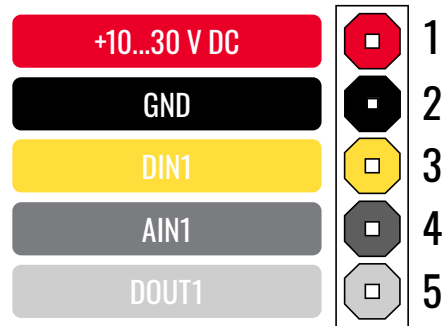 +10...30 V DC 1
GND 2
DIN1 3
AIN1 4
DOUT1 5